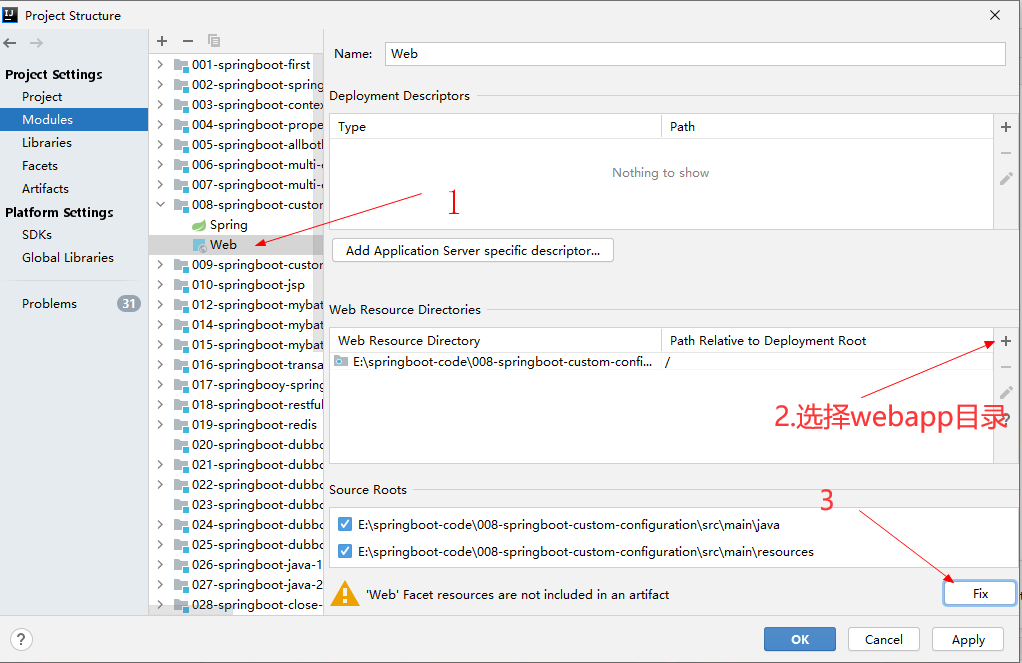 Project Structure
Project Settings
Project
Modules
Libraries
Facets
Artifacts
Platform Settings
SDKs
Global Libraries
Problems 31
001-springboot-first
002-springboot-spring
003-springboot-contex
004-springboot-prope
005-springboot-allbotl
006-springboot-multi-
007-springboot-multi-
008-springboot-custor
Spring
Web
009-springboot-custor
010-springboot-jsp
012-springboot-mybat
014-springboot-mybat
015-springboot-mybat
016-springboot-transa
017-springbooy-spring
018-springboot-restful
019-springboot-redis
020-springboot-dubbo
021-springboot-dubbo
022-springboot-dubbo
023-springboot-dubbo
024-springboot-dubbo
025-springboot-dubbo
026-springboot-java-1
027-springboot-java-2
028-springboot-close-
Name: Web
Deployment Descriptors
Type Path
Nothing to show
1
Add Application Server specific descriptor...
Web Resource Directories
Web Resource Directory Path Relative to Deployment Root
E:\springboot-code\008-springboot-custom-confi... /
2.选择webapp目录
Source Roots
3
E:\springboot-code\008-springboot-custom-configuration\src\main\java
E:\springboot-code\008-springboot-custom-configuration\src\main\resources
'Web' Facet resources are not included in an artifact
Fix
?
OK Cancel Apply